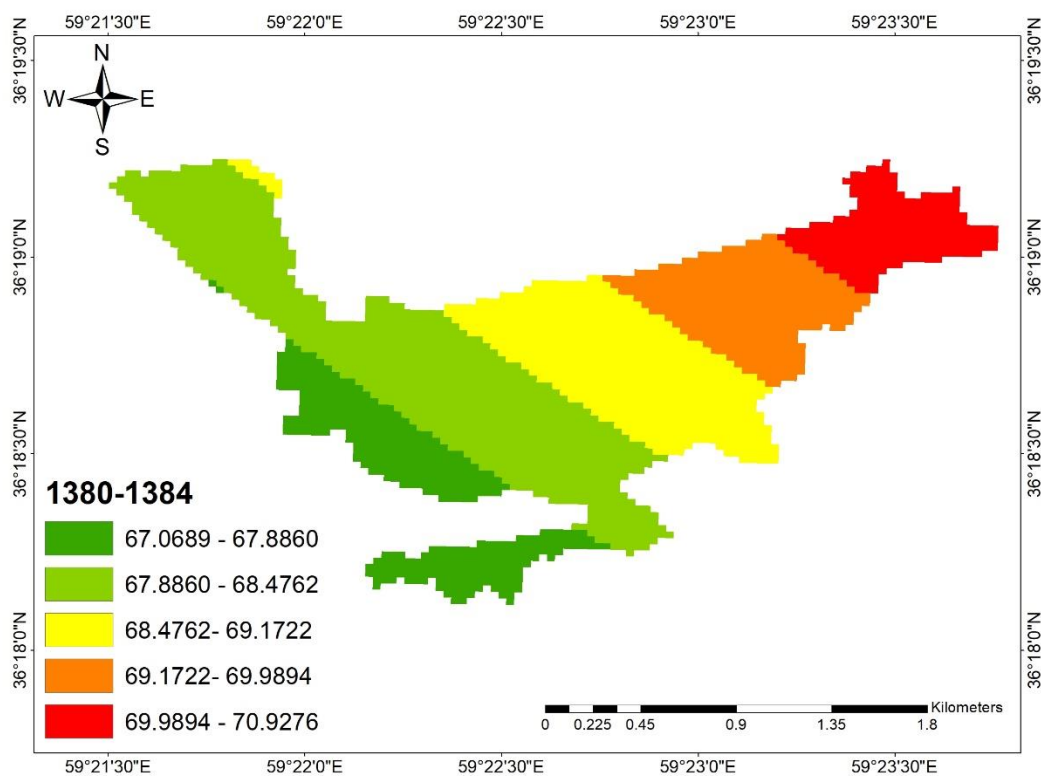 59°21'30"E 59°22'0"E 59°22'30"E 59°23'0"E 59°23'30"E
36°19'30"N 36°19'30"N
N
W E
S
36°19'0"N 36°19'0"N
36°18'30"N 36°18'30"N
1380-1384
67.0689 - 67.8860
67.8860 - 68.4762
68.4762- 69.1722
69.1722- 69.9894
69.9894 - 70.9276
36°18'0"N 36°18'0"N
Kilometers
0 0.225 0.45 0.9 1.35 1.8
59°21'30"E 59°22'0"E 59°22'30"E 59°23'0"E 59°23'30"E